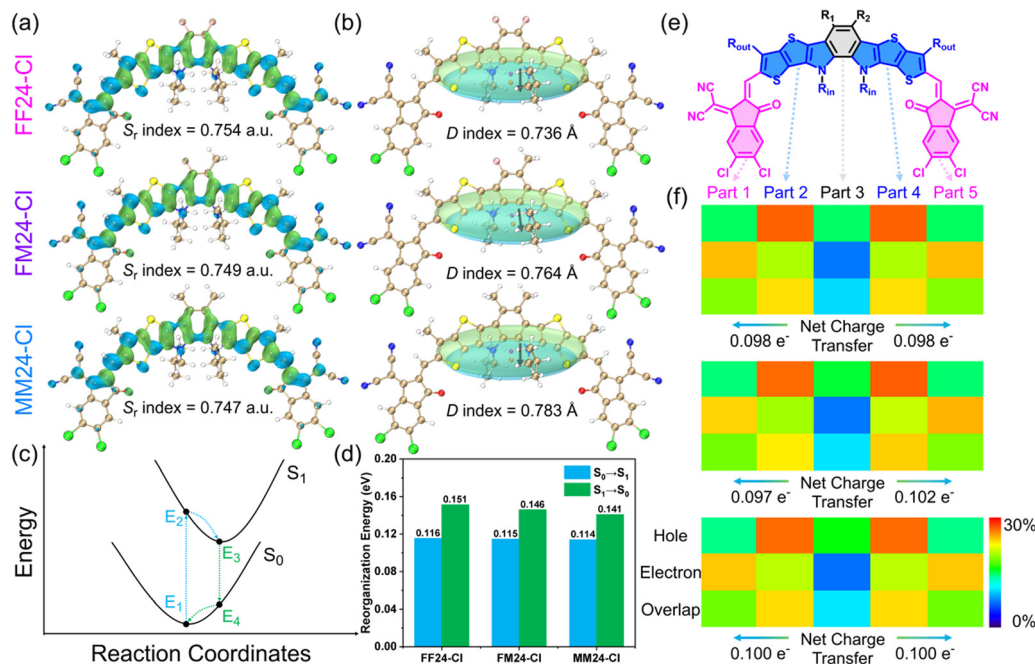 (a)
(b)
(e)
FF24-Cl
Sr index = 0.754 a.u.
D index = 0.736 Å
FM24-Cl
Sr index = 0.749 a.u.
D index = 0.764 Å
MM24-Cl
Sr index = 0.747 a.u.
D index = 0.783 Å
R1 R2
Rout Rout
S S S S
N N
Rin Rin
NC CN O O NC CN
Cl Cl Cl Cl
Part 1 Part 2 Part 3 Part 4 Part 5
(f)
Net Charge
Transfer
0.098 e- 0.098 e-
Net Charge
Transfer
0.097 e- 0.102 e-
Hole
Electron
Overlap
30%
0%
Net Charge
Transfer
0.100 e- 0.100 e-
(c)
Energy
S1
S0
E2
E3
E1
E4
Reaction Coordinates
(d)
Reorganization Energy (eV)
0.20
0.16
0.12
0.08
0.04
0.00
S0→S1
S1→S0
0.116
0.151
0.115
0.146
0.114
0.141
FF24-Cl FM24-Cl MM24-Cl